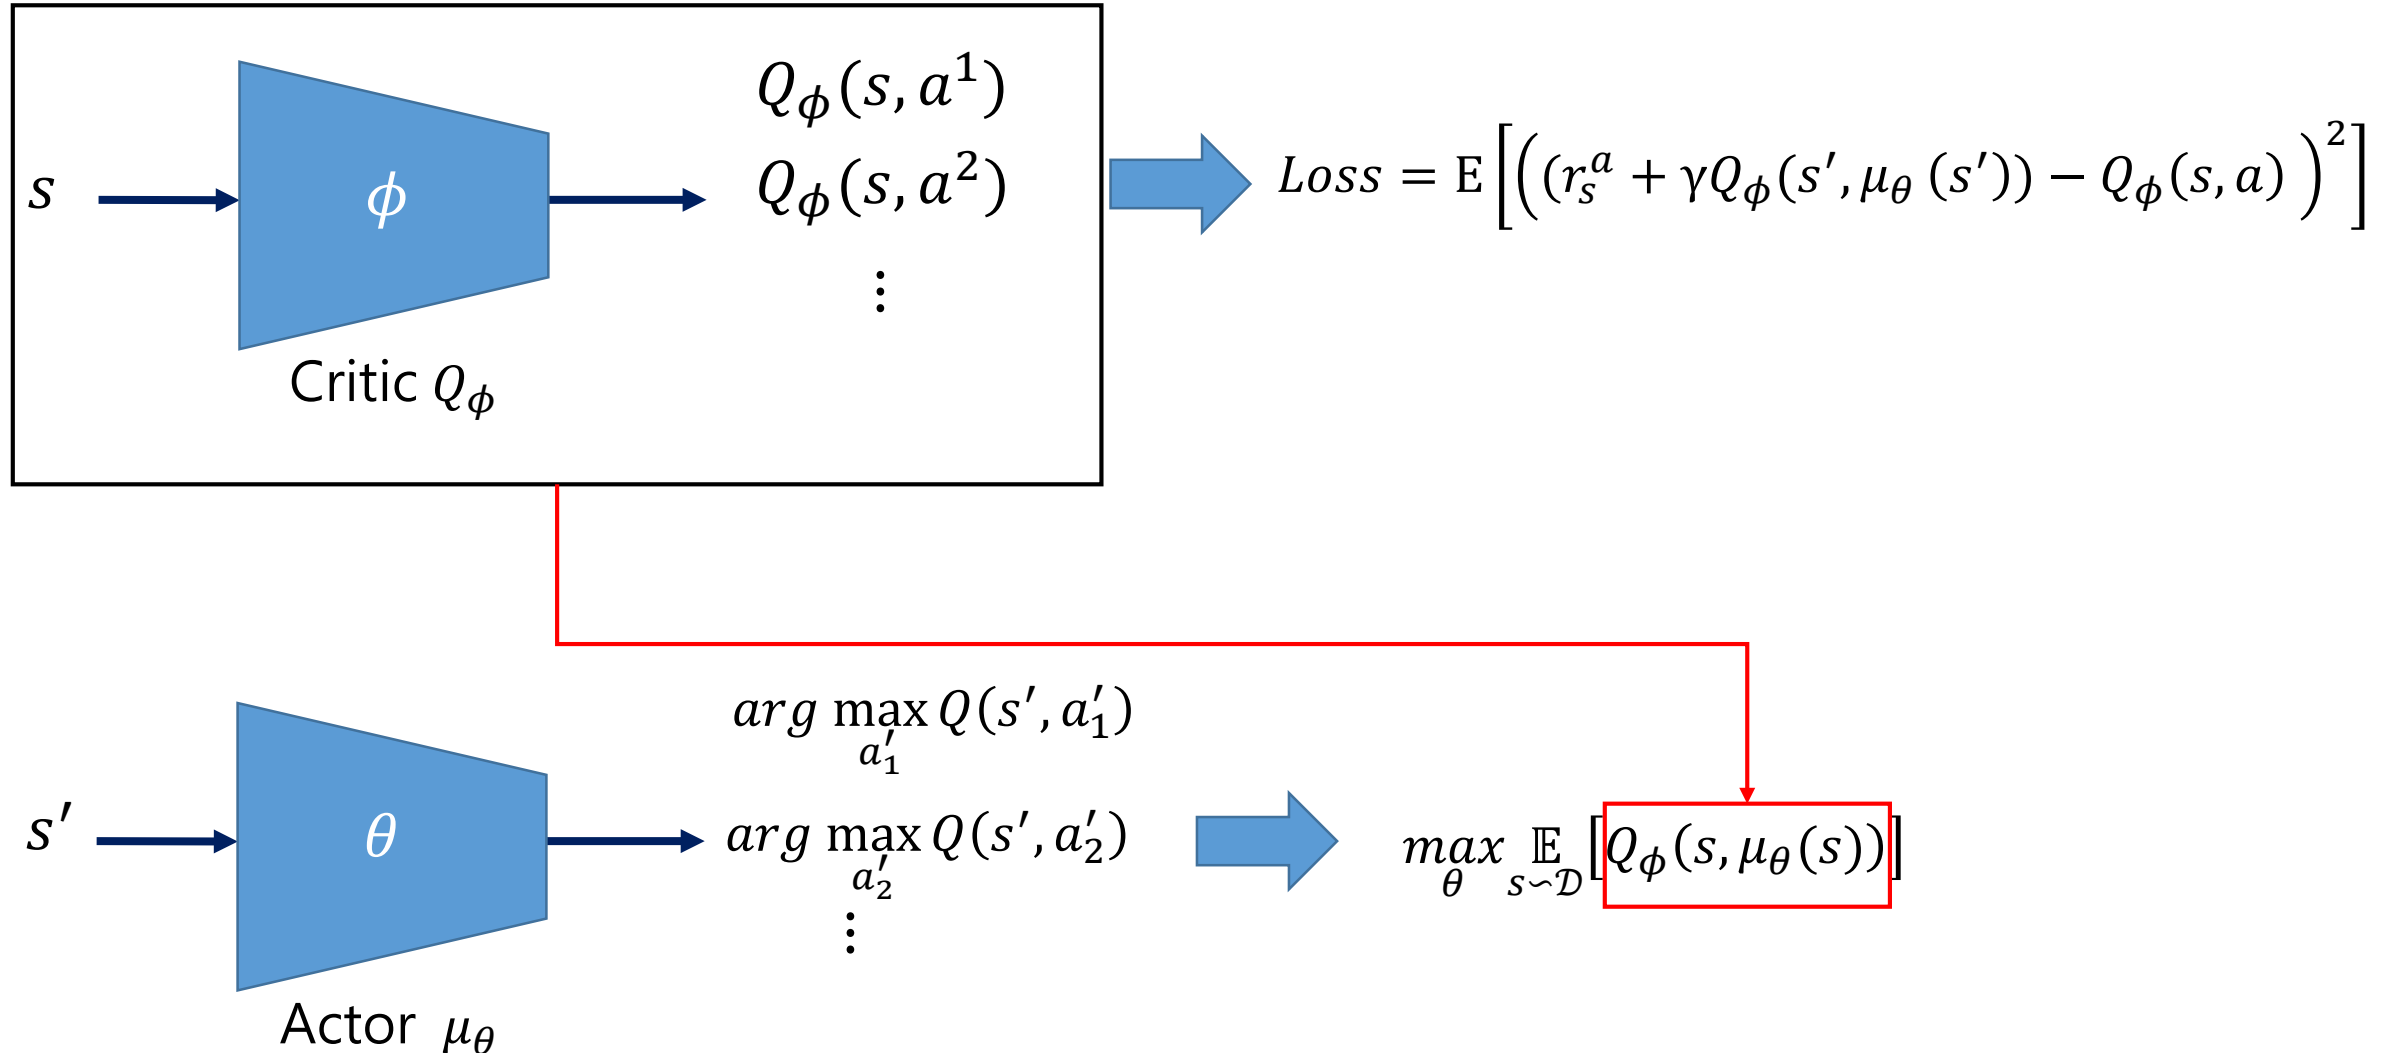 s
ϕ
Q_ϕ(s, a^1)
Q_ϕ(s, a^2)
⋮
Critic Q_ϕ
Loss = E[((r_s^a + γQ_ϕ(s′, μ_θ (s′)) − Q_ϕ(s, a) )^2]
s′
θ
arg max_{a′_1} Q(s′, a′_1)
arg max_{a′_2} Q(s′, a′_2)
⋮
Actor μ_θ
max_θ 𝔼_{s∽𝒟}[Q_ϕ(s, μ_θ(s))]